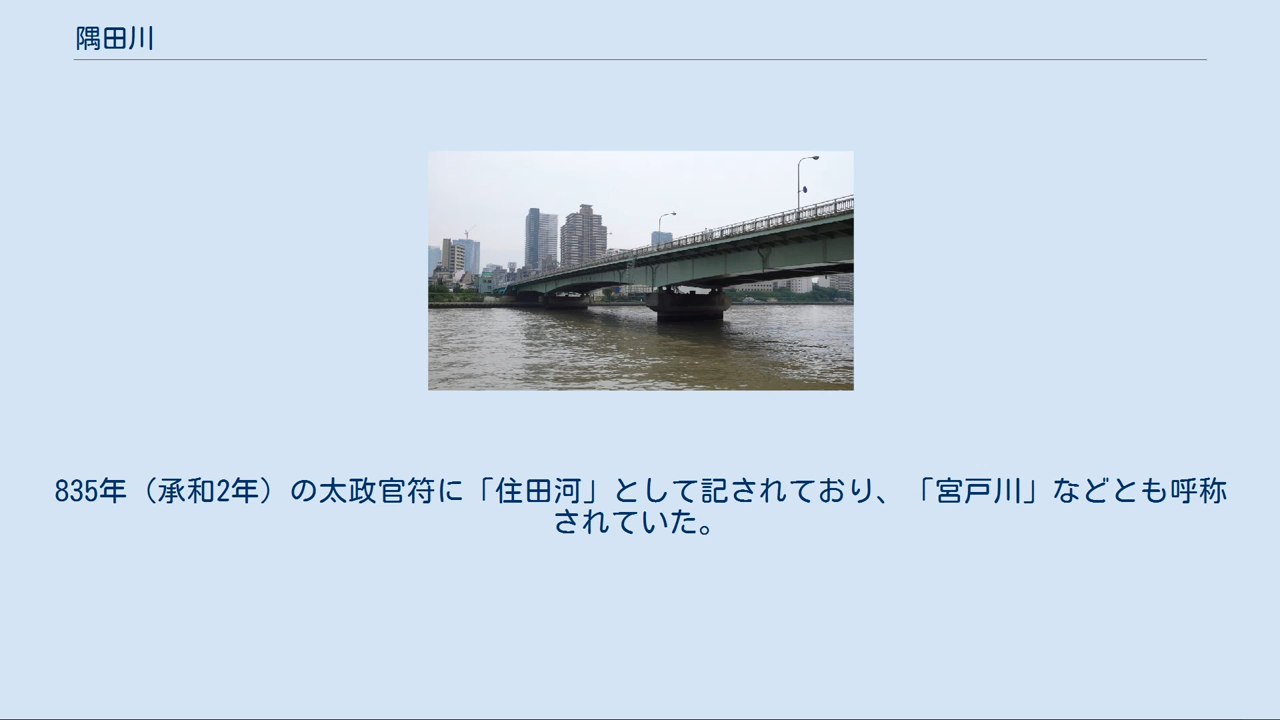 隅田川
835年（承和2年）の太政官符に「住田河」として記されており、「宮戸川」などとも呼称
されていた。